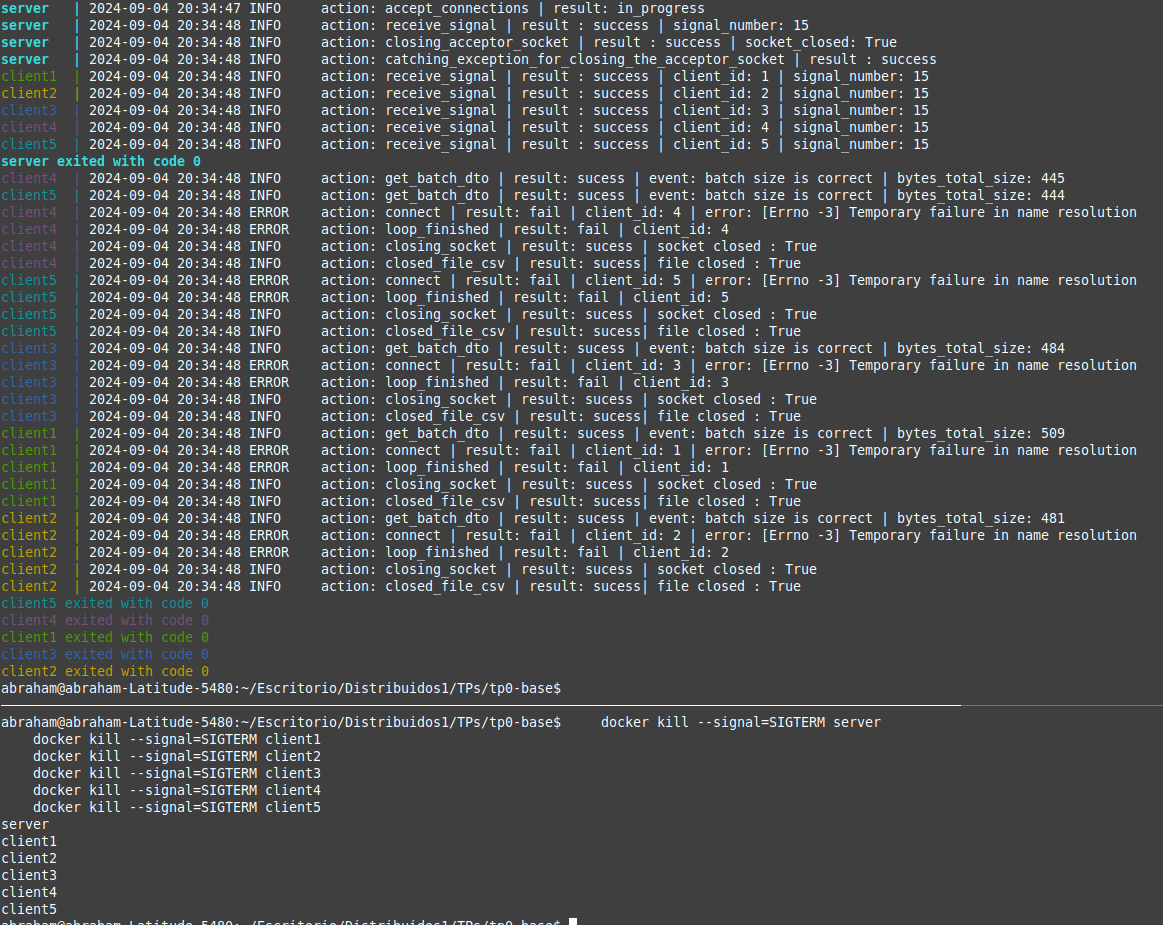 server   | 2024-09-04 20:34:47 INFO     action: accept_connections | result: in_progress
server   | 2024-09-04 20:34:48 INFO     action: receive_signal | result : success | signal_number: 15
server   | 2024-09-04 20:34:48 INFO     action: closing_acceptor_socket | result : success | socket_closed: True
server   | 2024-09-04 20:34:48 INFO     action: catching_exception_for_closing_the_acceptor_socket | result : success
client1  | 2024-09-04 20:34:48 INFO     action: receive_signal | result : success | client_id: 1 | signal_number: 15
client2  | 2024-09-04 20:34:48 INFO     action: receive_signal | result : success | client_id: 2 | signal_number: 15
client3  | 2024-09-04 20:34:48 INFO     action: receive_signal | result : success | client_id: 3 | signal_number: 15
client4  | 2024-09-04 20:34:48 INFO     action: receive_signal | result : success | client_id: 4 | signal_number: 15
client5  | 2024-09-04 20:34:48 INFO     action: receive_signal | result : success | client_id: 5 | signal_number: 15
server exited with code 0
client4  | 2024-09-04 20:34:48 INFO     action: get_batch_dto | result: sucess | event: batch size is correct | bytes_total_size: 445
client5  | 2024-09-04 20:34:48 INFO     action: get_batch_dto | result: sucess | event: batch size is correct | bytes_total_size: 444
client4  | 2024-09-04 20:34:48 ERROR    action: connect | result: fail | client_id: 4 | error: [Errno -3] Temporary failure in name resolution
client4  | 2024-09-04 20:34:48 ERROR    action: loop_finished | result: fail | client_id: 4
client4  | 2024-09-04 20:34:48 INFO     action: closing_socket | result: sucess | socket closed : True
client4  | 2024-09-04 20:34:48 INFO     action: closed_file_csv | result: sucess| file closed : True
client5  | 2024-09-04 20:34:48 ERROR    action: connect | result: fail | client_id: 5 | error: [Errno -3] Temporary failure in name resolution
client5  | 2024-09-04 20:34:48 ERROR    action: loop_finished | result: fail | client_id: 5
client5  | 2024-09-04 20:34:48 INFO     action: closing_socket | result: sucess | socket closed : True
client5  | 2024-09-04 20:34:48 INFO     action: closed_file_csv | result: sucess| file closed : True
client3  | 2024-09-04 20:34:48 INFO     action: get_batch_dto | result: sucess | event: batch size is correct | bytes_total_size: 484
client3  | 2024-09-04 20:34:48 ERROR    action: connect | result: fail | client_id: 3 | error: [Errno -3] Temporary failure in name resolution
client3  | 2024-09-04 20:34:48 ERROR    action: loop_finished | result: fail | client_id: 3
client3  | 2024-09-04 20:34:48 INFO     action: closing_socket | result: sucess | socket closed : True
client3  | 2024-09-04 20:34:48 INFO     action: closed_file_csv | result: sucess| file closed : True
client1  | 2024-09-04 20:34:48 INFO     action: get_batch_dto | result: sucess | event: batch size is correct | bytes_total_size: 509
client1  | 2024-09-04 20:34:48 ERROR    action: connect | result: fail | client_id: 1 | error: [Errno -3] Temporary failure in name resolution
client1  | 2024-09-04 20:34:48 ERROR    action: loop_finished | result: fail | client_id: 1
client1  | 2024-09-04 20:34:48 INFO     action: closing_socket | result: sucess | socket closed : True
client1  | 2024-09-04 20:34:48 INFO     action: closed_file_csv | result: sucess| file closed : True
client2  | 2024-09-04 20:34:48 INFO     action: get_batch_dto | result: sucess | event: batch size is correct | bytes_total_size: 481
client2  | 2024-09-04 20:34:48 ERROR    action: connect | result: fail | client_id: 2 | error: [Errno -3] Temporary failure in name resolution
client2  | 2024-09-04 20:34:48 ERROR    action: loop_finished | result: fail | client_id: 2
client2  | 2024-09-04 20:34:48 INFO     action: closing_socket | result: sucess | socket closed : True
client2  | 2024-09-04 20:34:48 INFO     action: closed_file_csv | result: sucess| file closed : True
client5 exited with code 0
client4 exited with code 0
client1 exited with code 0
client3 exited with code 0
client2 exited with code 0
abraham@abraham-Latitude-5480:~/Escritorio/Distribuidos1/TPs/tp0-base$
abraham@abraham-Latitude-5480:~/Escritorio/Distribuidos1/TPs/tp0-base$     docker kill --signal=SIGTERM server
    docker kill --signal=SIGTERM client1
    docker kill --signal=SIGTERM client2
    docker kill --signal=SIGTERM client3
    docker kill --signal=SIGTERM client4
    docker kill --signal=SIGTERM client5
server
client1
client2
client3
client4
client5
abraham@abraham-Latitude-5480:~/Escritorio/Distribuidos1/TPs/tp0-base$